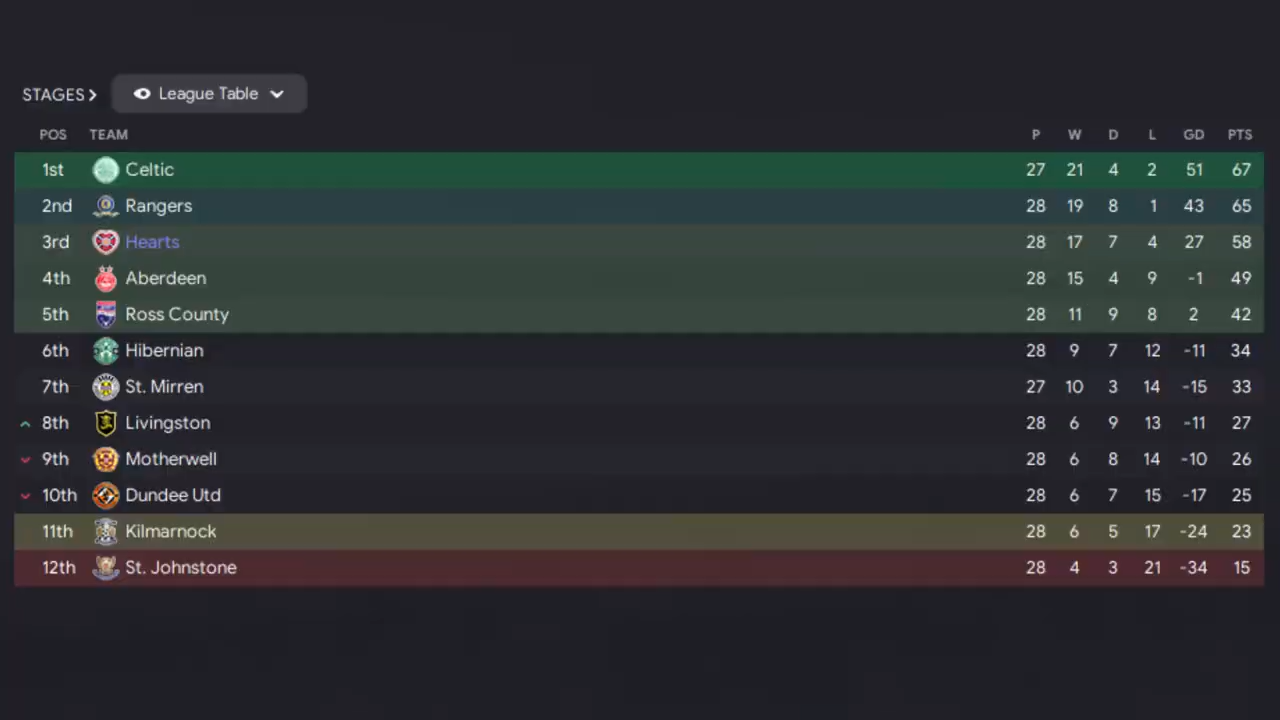 STAGES League Table
POS TEAM P W D L GD PTS
1st Celtic 27 21 4 2 51 67
2nd Rangers 28 19 8 1 43 65
3rd Hearts 28 17 7 4 27 58
4th Aberdeen 28 15 4 9 -1 49
5th Ross County 28 11 9 8 2 42
6th Hibernian 28 9 7 12 -11 34
7th St. Mirren 27 10 3 14 -15 33
8th Livingston 28 6 9 13 -11 27
9th Motherwell 28 6 8 14 -10 26
10th Dundee Utd 28 6 7 15 -17 25
11th Kilmarnock 28 6 5 17 -24 23
12th St. Johnstone 28 4 3 21 -34 15